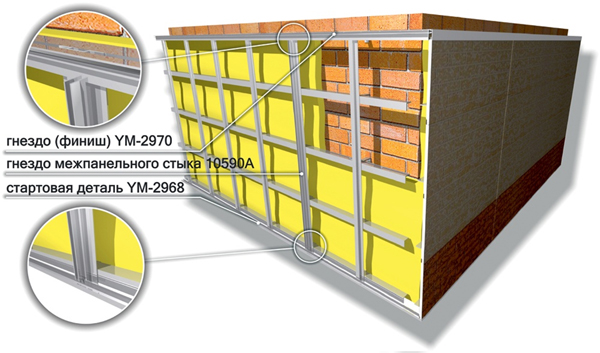 гнездо (финиш) YM-2970
гнездо межпанельного стыка 10590A
стартовая деталь YM-2968